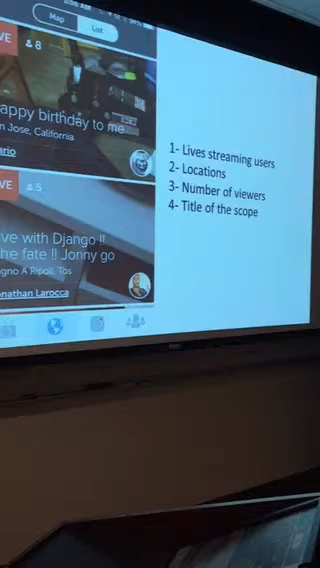 Map
List
VE
8
appy birthday to me
n Jose, California
ario
VE
5
ve with Django !!
he fate !! Jonny go
gno A Ripoli, Tos
onathan Larocca
1- Lives streaming users
2- Locations
3- Number of viewers
4- Title of the scope